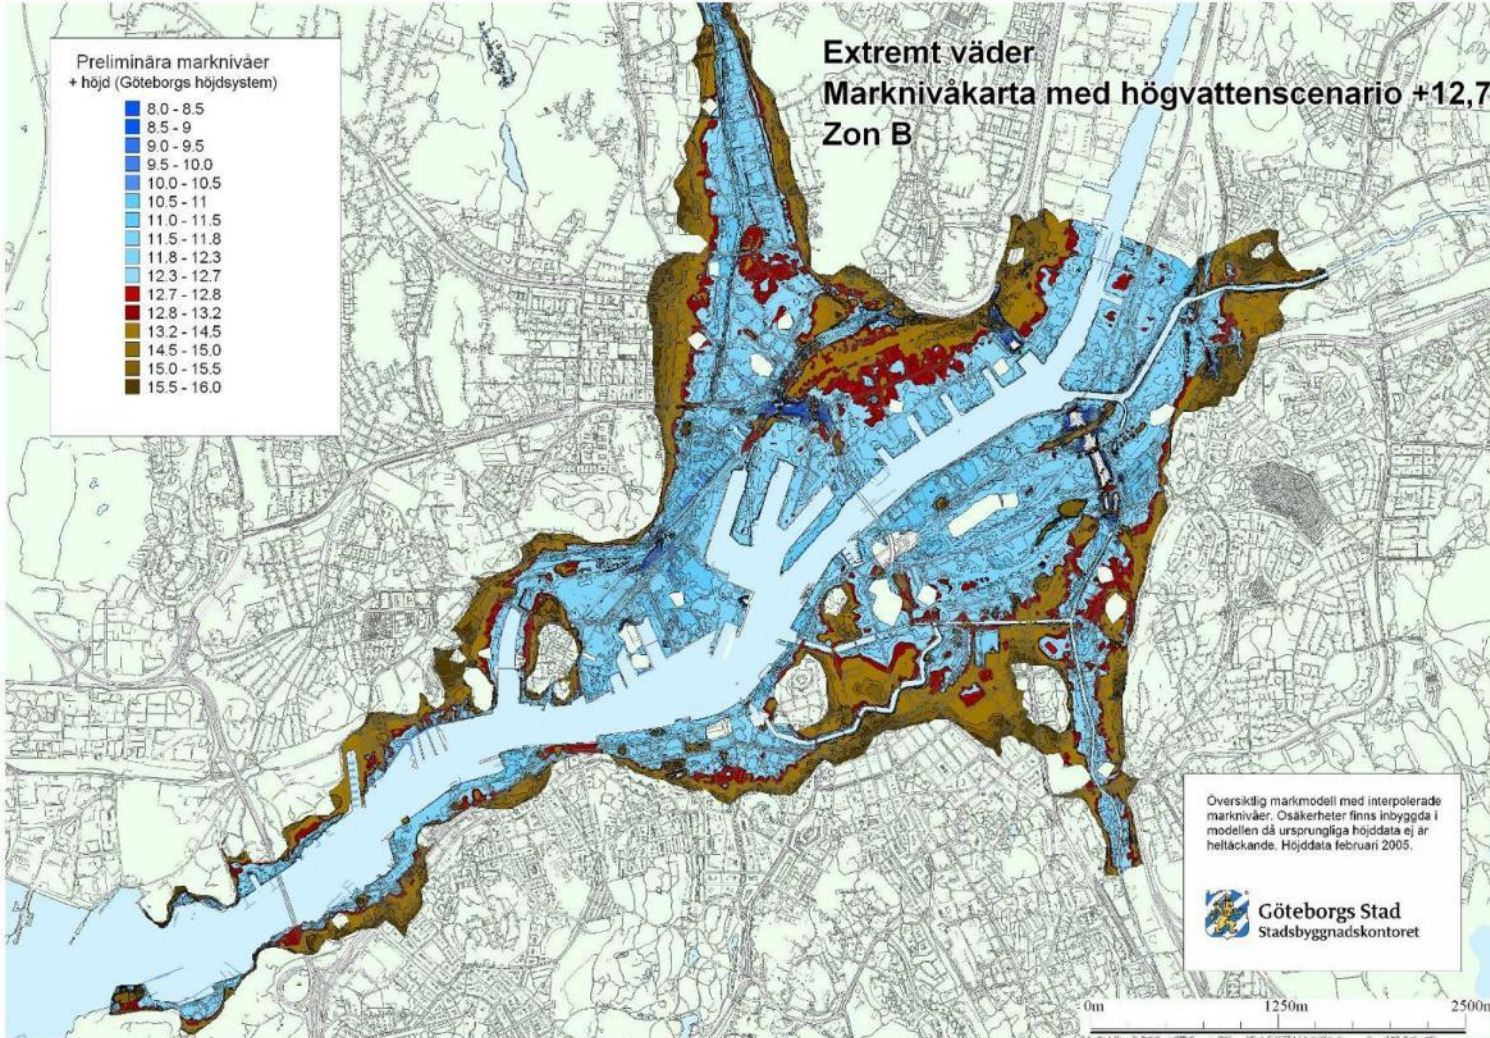 Preliminära marknivåer
+ höjd (Göteborgs höjdsystem)
8.0 - 8.5
8.5 - 9
9.0 - 9.5
9.5 - 10.0
10.0 - 10.5
10.5 - 11
11.0 - 11.5
11.5 - 11.8
11.8 - 12.3
12.3 - 12.7
12.7 - 12.8
12.8 - 13.2
13.2 - 14.5
14.5 - 15.0
15.0 - 15.5
15.5 - 16.0
Extremt väder
Marknivåkarta med högvattenscenario +12,7
Zon B
Översiktlig markmodell med interpolerade
marknivåer. Osäkerheter finns inbyggda i
modellen då ursprungliga höjddata ej är
heltäckande. Höjddata februari 2005.
Göteborgs Stad
Stadsbyggnadskontoret
0m 1250m 2500m